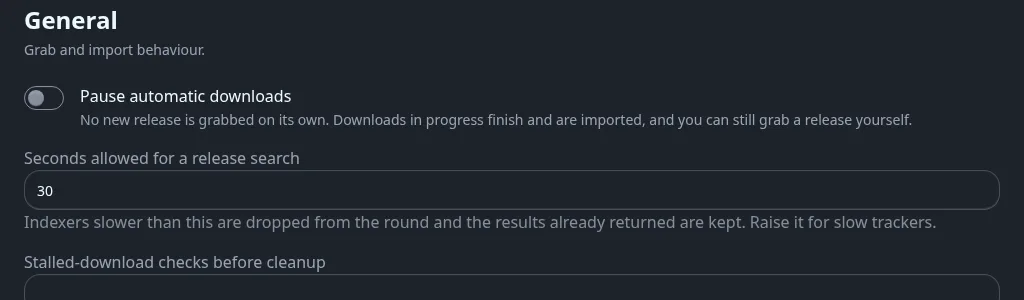 General
Grab and import behaviour.
Pause automatic downloads
No new release is grabbed on its own. Downloads in progress finish and are imported, and you can still grab a release yourself.
Seconds allowed for a release search
30
Indexers slower than this are dropped from the round and the results already returned are kept. Raise it for slow trackers.
Stalled-download checks before cleanup